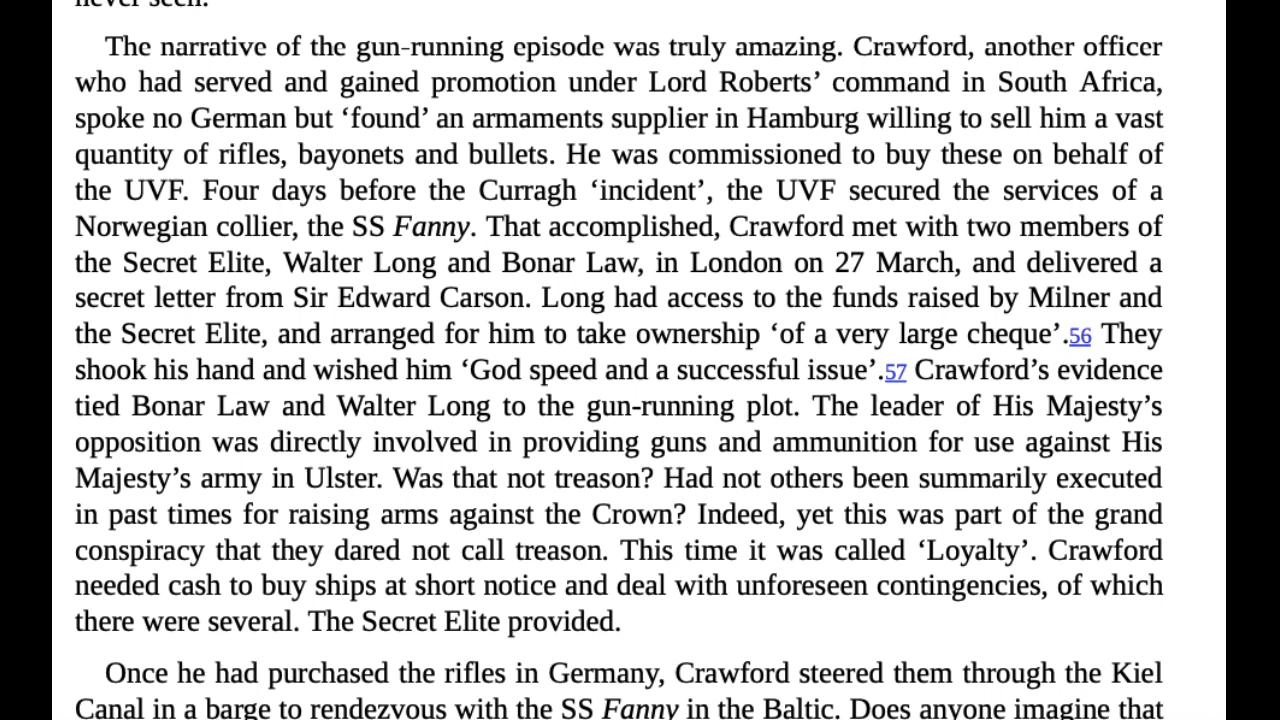 never seen.
The narrative of the gun-running episode was truly amazing. Crawford, another officer
who had served and gained promotion under Lord Roberts’ command in South Africa,
spoke no German but ‘found’ an armaments supplier in Hamburg willing to sell him a vast
quantity of rifles, bayonets and bullets. He was commissioned to buy these on behalf of
the UVF. Four days before the Curragh ‘incident’, the UVF secured the services of a
Norwegian collier, the SS Fanny. That accomplished, Crawford met with two members of
the Secret Elite, Walter Long and Bonar Law, in London on 27 March, and delivered a
secret letter from Sir Edward Carson. Long had access to the funds raised by Milner and
the Secret Elite, and arranged for him to take ownership ‘of a very large cheque’.56 They
shook his hand and wished him ‘God speed and a successful issue’.57 Crawford’s evidence
tied Bonar Law and Walter Long to the gun-running plot. The leader of His Majesty’s
opposition was directly involved in providing guns and ammunition for use against His
Majesty’s army in Ulster. Was that not treason? Had not others been summarily executed
in past times for raising arms against the Crown? Indeed, yet this was part of the grand
conspiracy that they dared not call treason. This time it was called ‘Loyalty’. Crawford
needed cash to buy ships at short notice and deal with unforeseen contingencies, of which
there were several. The Secret Elite provided.
Once he had purchased the rifles in Germany, Crawford steered them through the Kiel
Canal in a barge to rendezvous with the SS Fanny in the Baltic. Does anyone imagine that